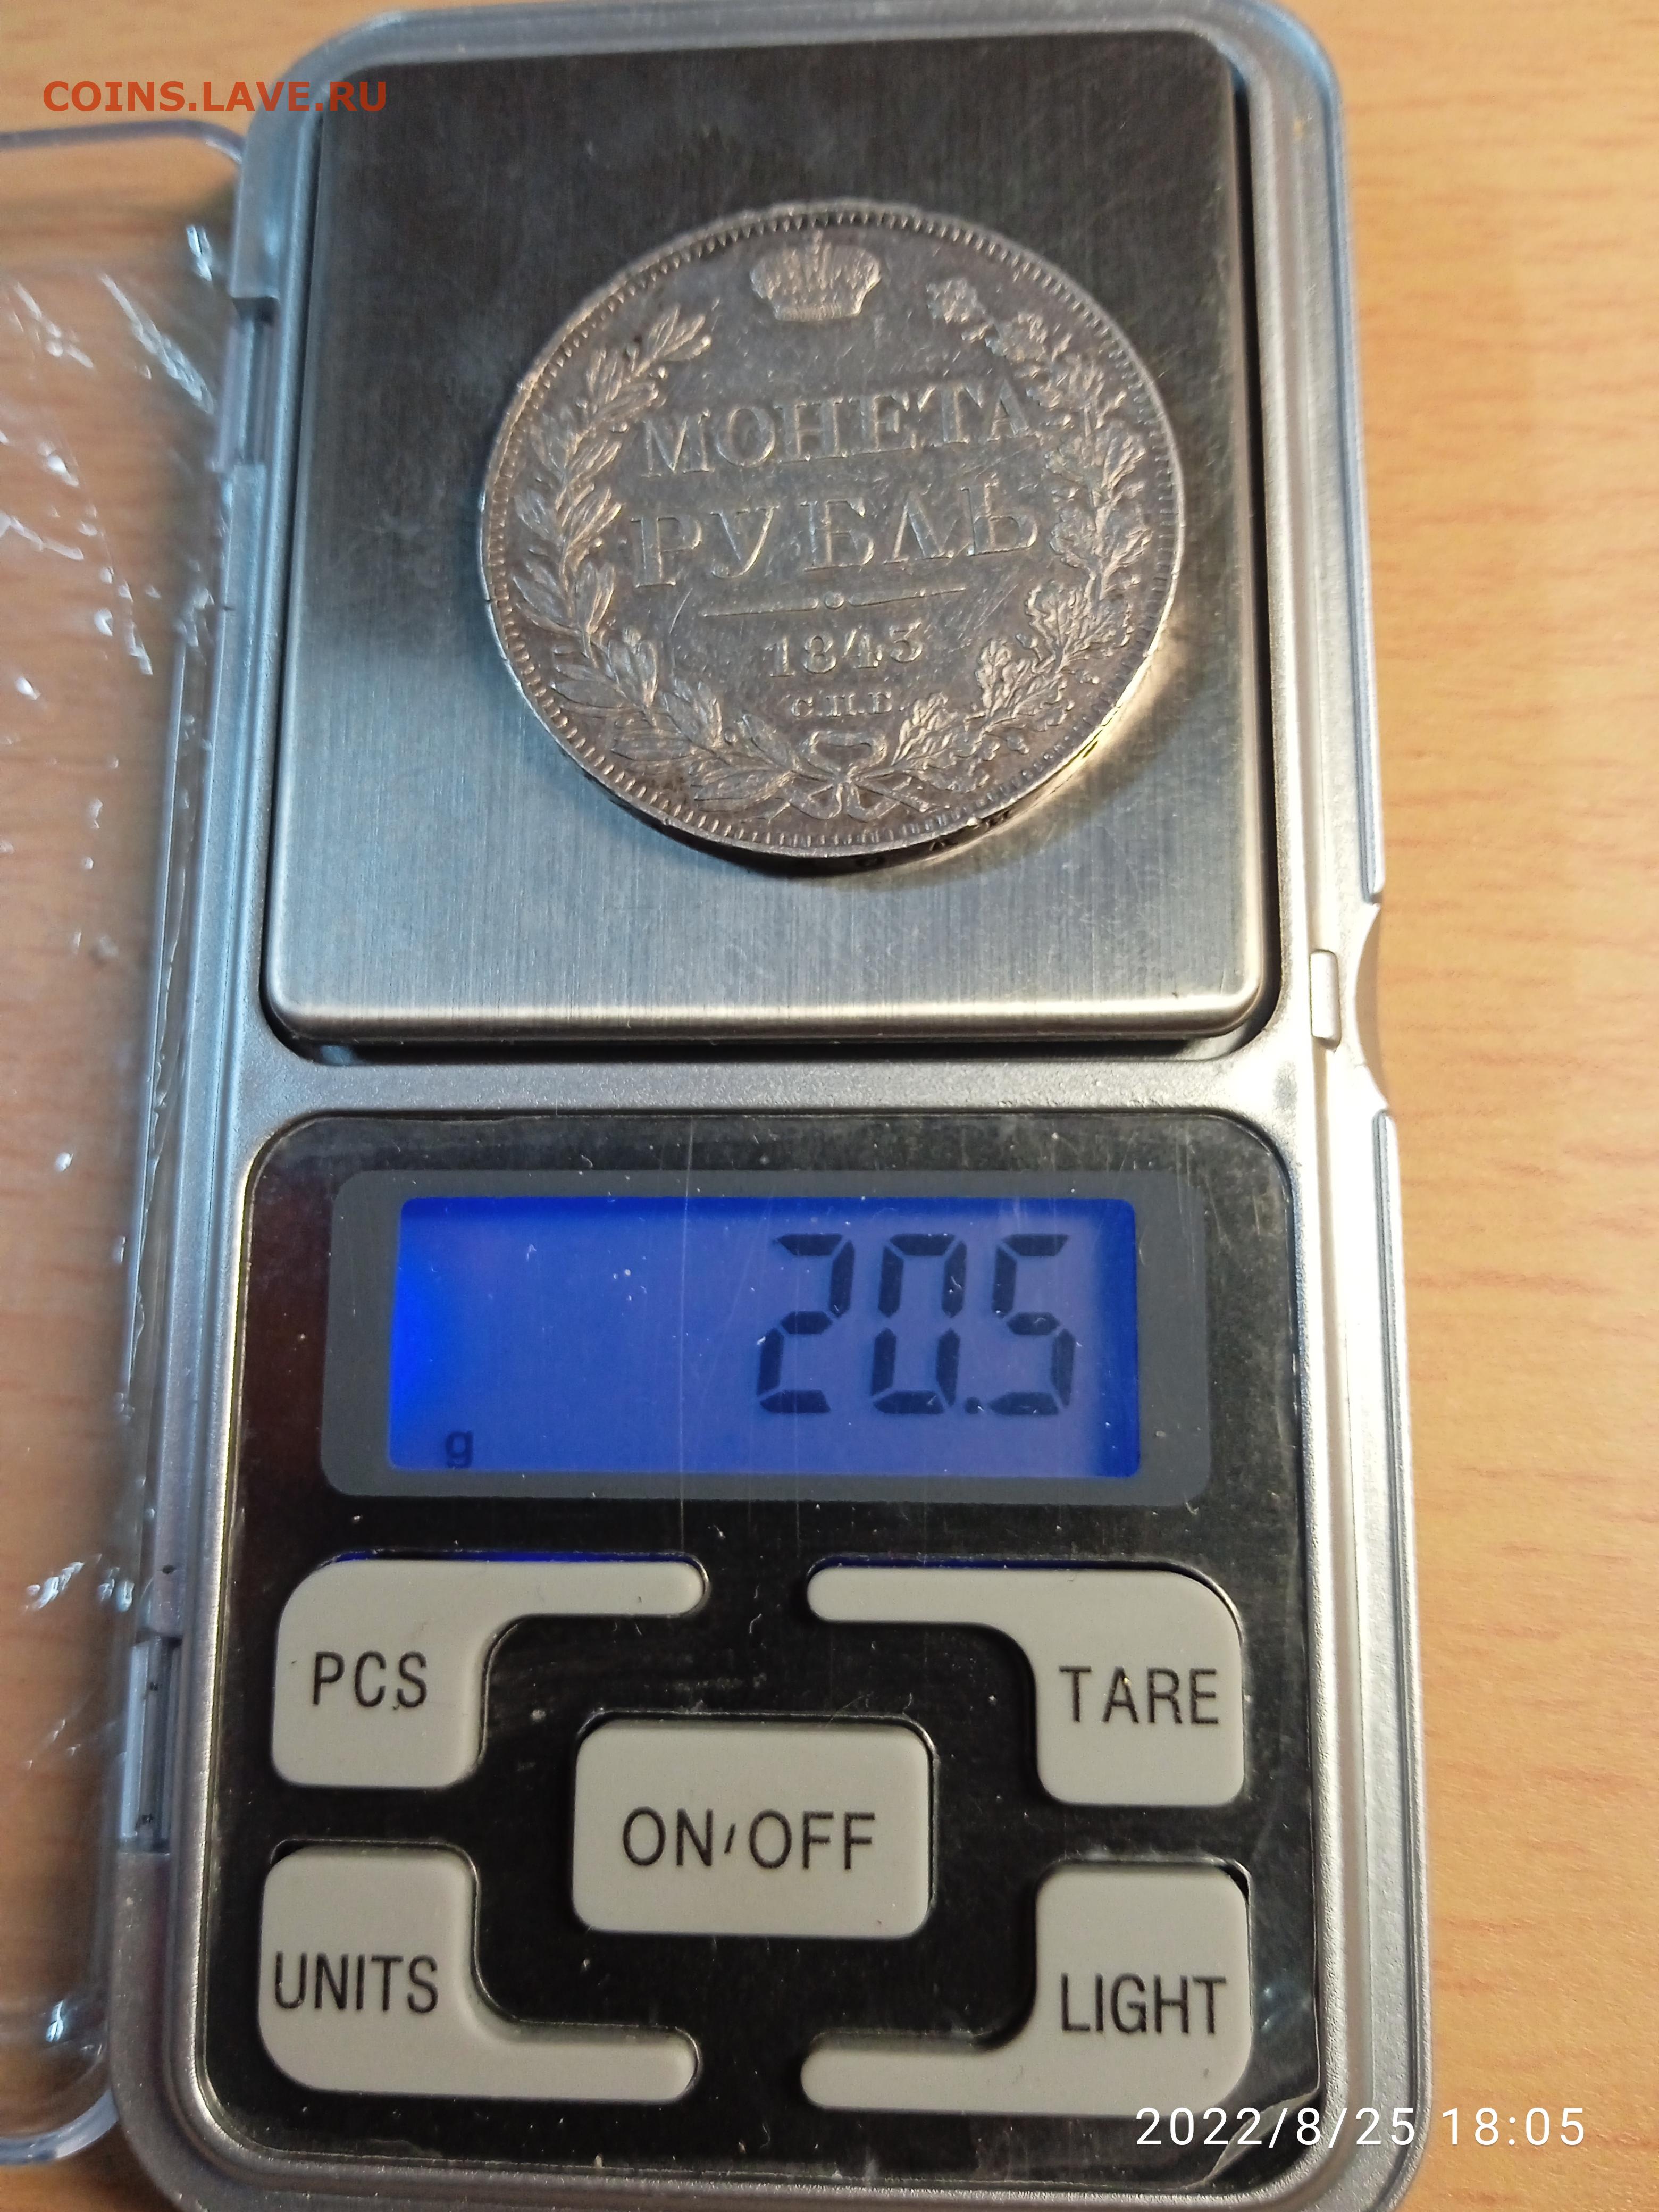 COINS.LAVE.RU
МОНЕТА
РУБЛЬ
1843
С.П.Б.
20.5
g
PCS
TARE
ON/OFF
UNITS
LIGHT
2022/8/25 18:05